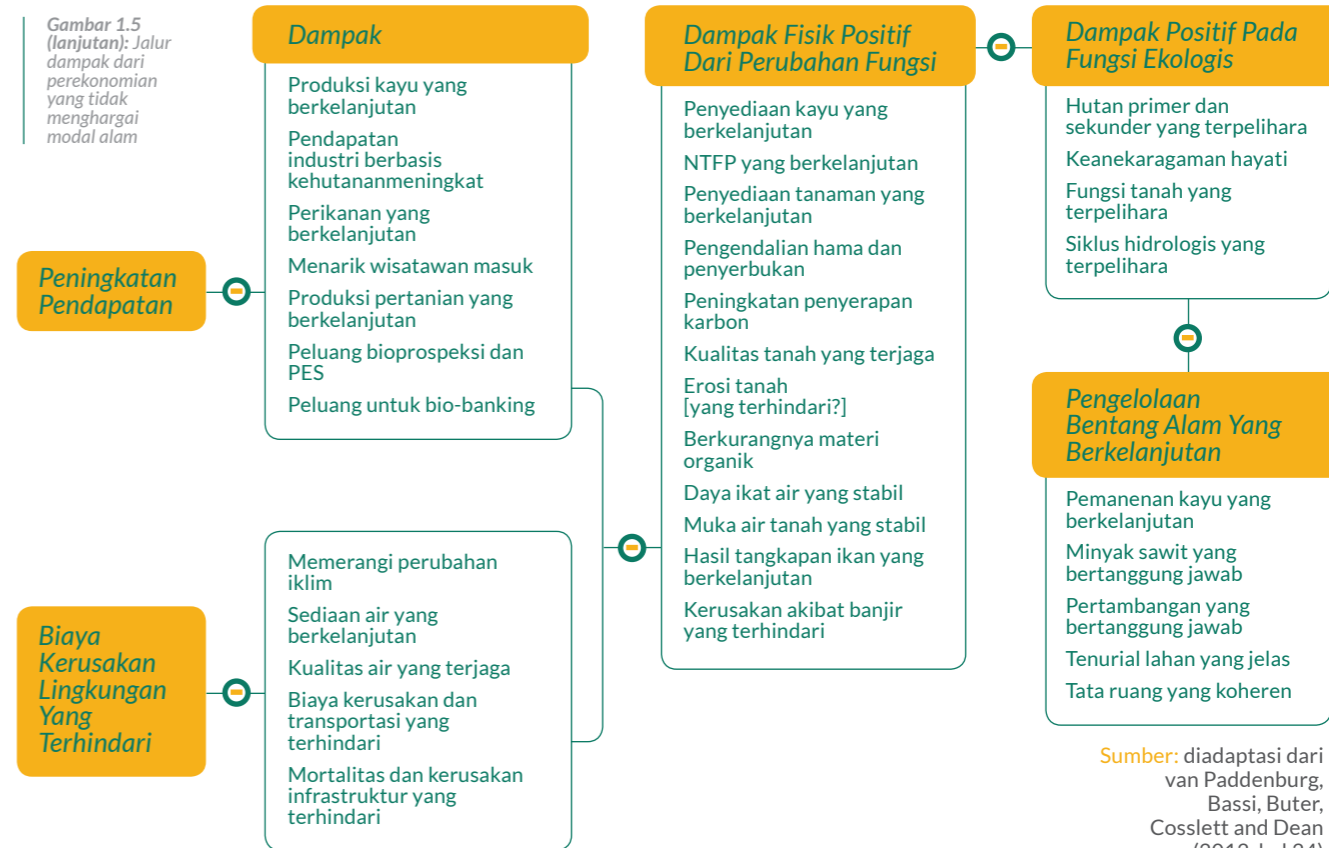 Gambar 1.5
(lanjutan): Jalur
dampak dari
perekonomian
yang tidak
menghargai
modal alam
Peningkatan
Pendapatan
Biaya
Kerusakan
Lingkungan
Yang
Terhindari
Dampak
Produksi kayu yang
berkelanjutan
Pendapatan
industri berbasis
kehutananmeningkat
Perikanan yang
berkelanjutan
Menarik wisatawan masuk
Produksi pertanian yang
berkelanjutan
Peluang bioprospeksi dan
PES
Peluang untuk bio-banking
Memerangi perubahan
iklim
Sediaan air yang
berkelanjutan
Kualitas air yang terjaga
Biaya kerusakan dan
transportasi yang
terhindari
Mortalitas dan kerusakan
infrastruktur yang
terhindari
Dampak Fisik Positif
Dari Perubahan Fungsi
Penyediaan kayu yang
berkelanjutan
NTFP yang berkelanjutan
Penyediaan tanaman yang
berkelanjutan
Pengendalian hama dan
penyerbukan
Peningkatan penyerapan
karbon
Kualitas tanah yang terjaga
Erosi tanah
[yang terhindari?]
Berkurangnya materi
organik
Daya ikat air yang stabil
Muka air tanah yang stabil
Hasil tangkapan ikan yang
berkelanjutan
Kerusakan akibat banjir
yang terhindari
Dampak Positif Pada
Fungsi Ekologis
Hutan primer dan
sekunder yang terpelihara
Keanekaragaman hayati
Fungsi tanah yang
terpelihara
Siklus hidrologis yang
terpelihara
Pengelolaan
Bentang Alam Yang
Berkelanjutan
Pemanenan kayu yang
berkelanjutan
Minyak sawit yang
bertanggung jawab
Pertambangan yang
bertanggung jawab
Tenurial lahan yang jelas
Tata ruang yang koheren
Sumber: diadaptasi dari
van Paddenburg,
Bassi, Buter,
Cosslett and Dean